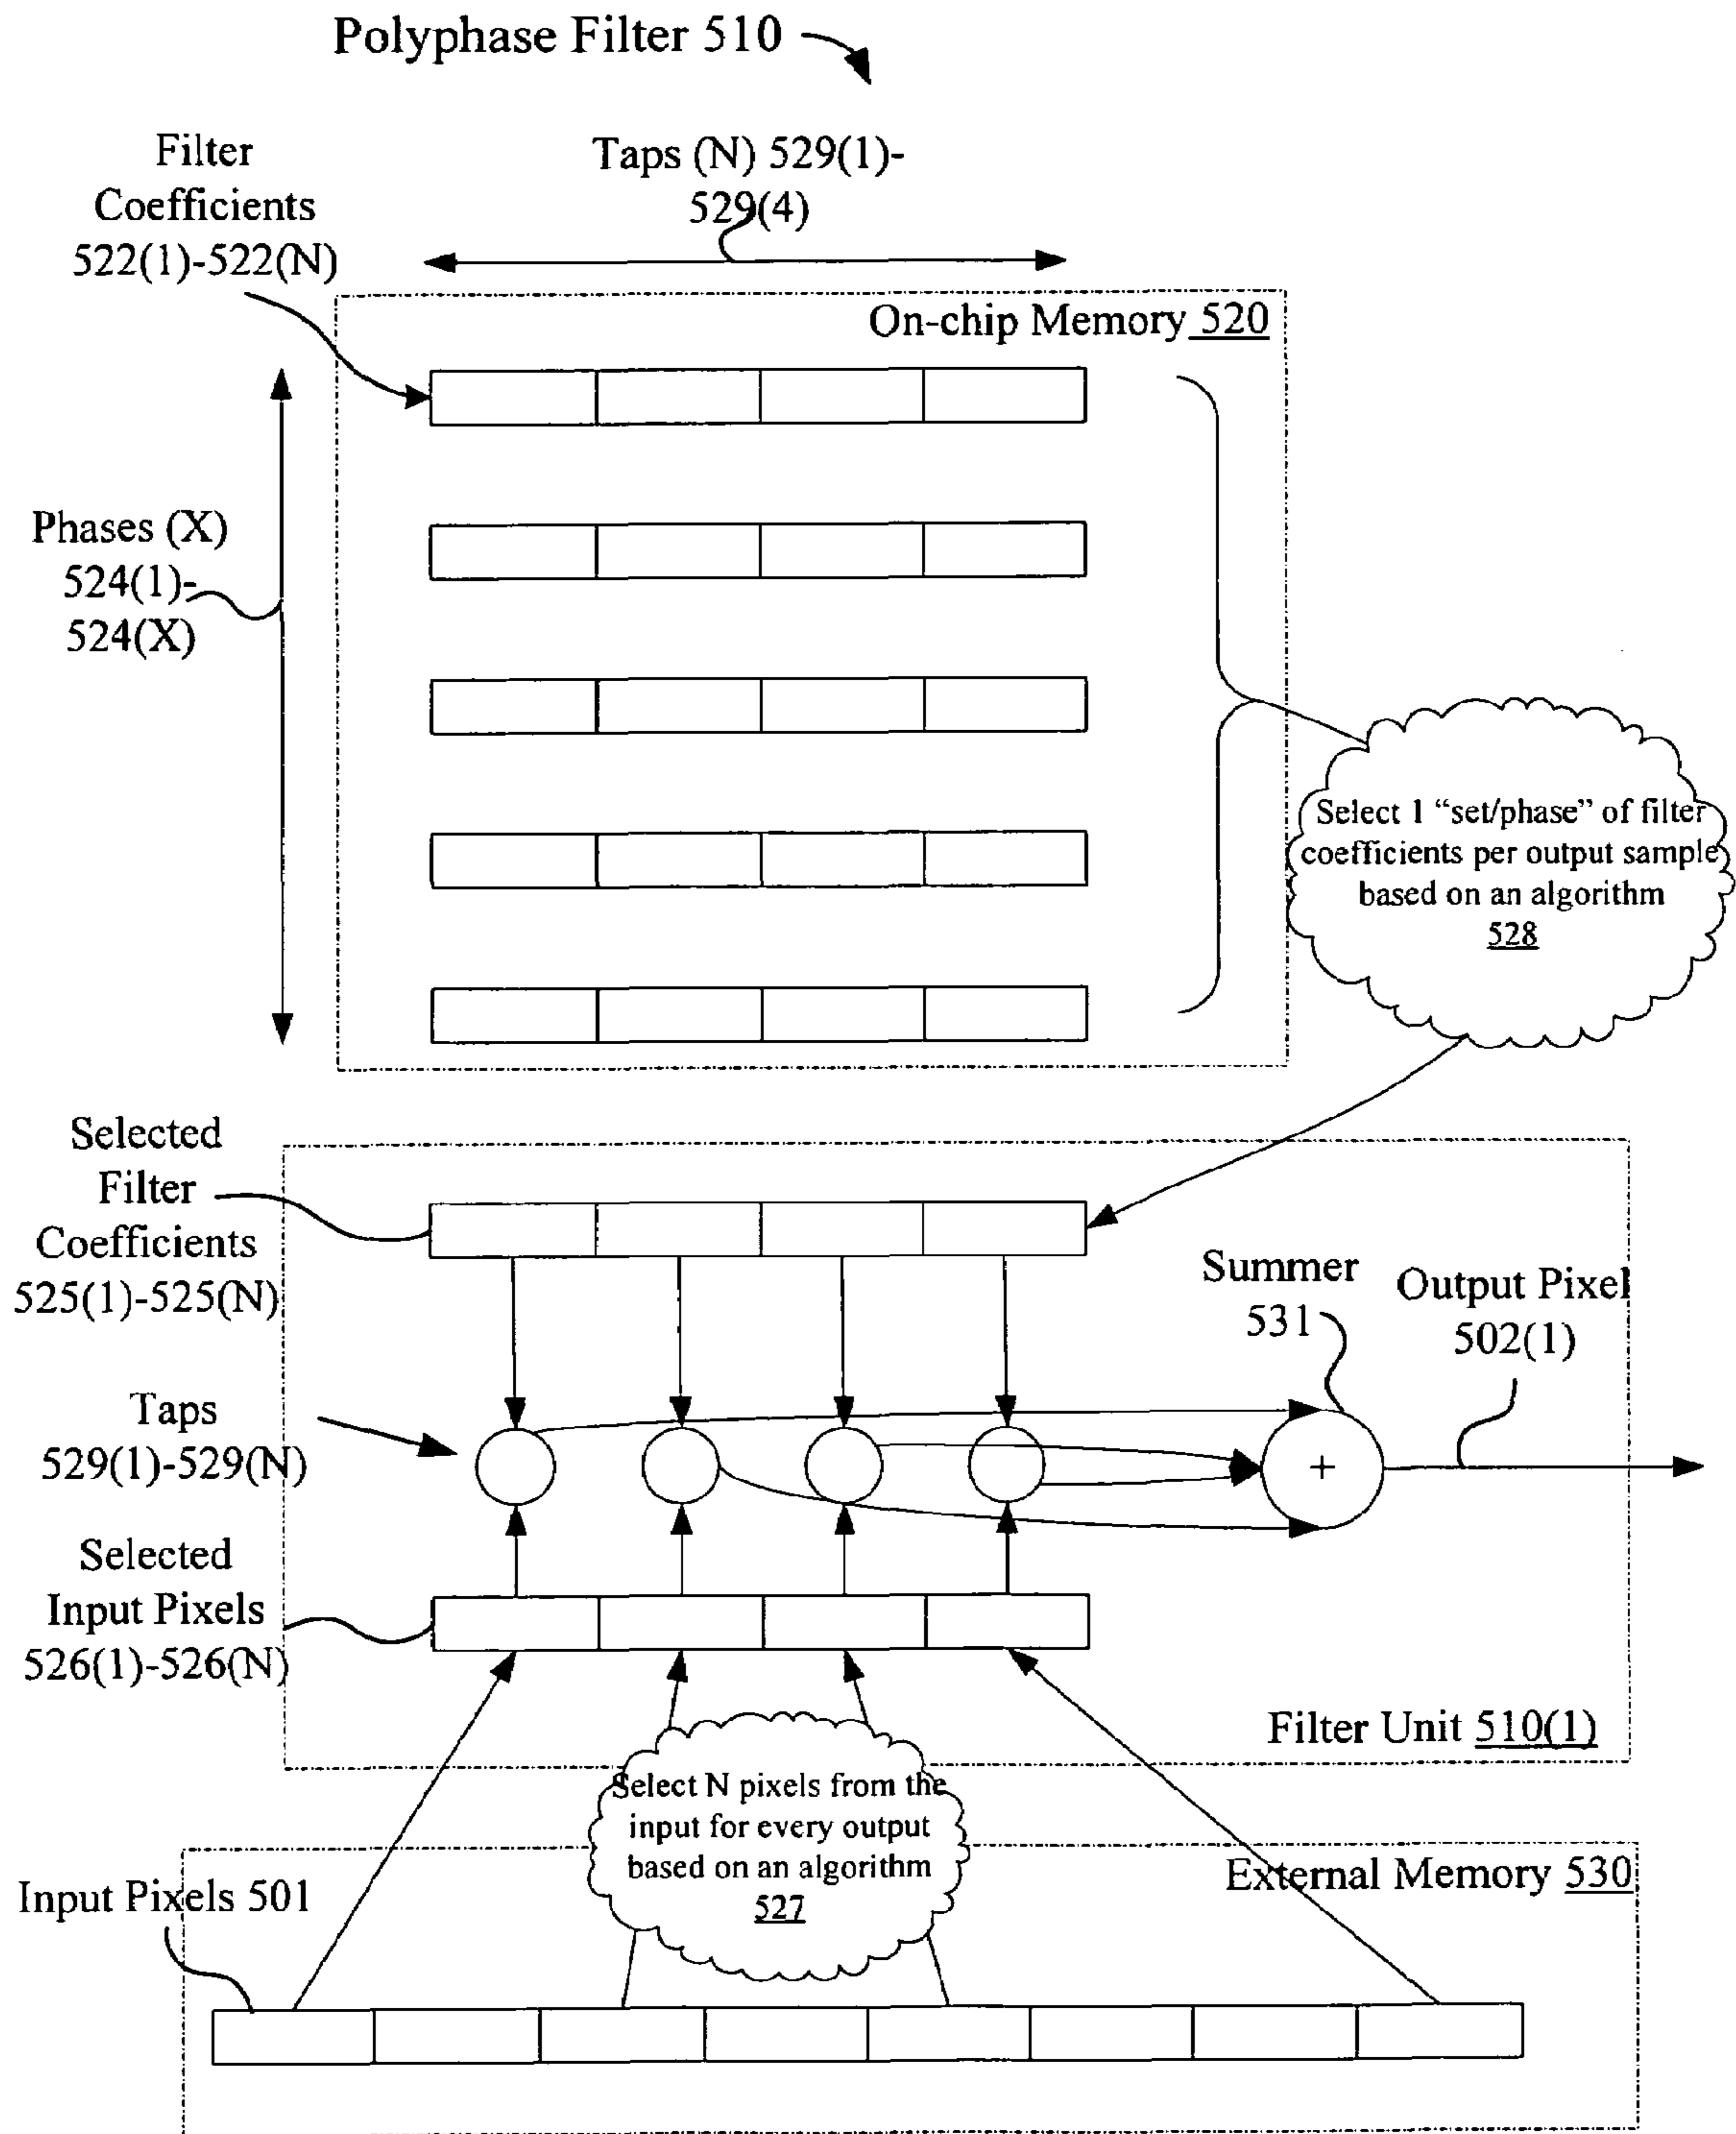 Polyphase Filter 510
Filter
Coefficients
522(1)-522(N)
Taps (N) 529(1)-
529(4)
On-chip Memory 520
Phases (X)
524(1)-
524(X)
Select 1 “set/phase” of filter
coefficients per output sample
based on an algorithm
528
Selected
Filter
Coefficients
525(1)-525(N)
Summer
531
Output Pixel
502(1)
Taps
529(1)-529(N)
+
Selected
Input Pixels
526(1)-526(N)
Filter Unit 510(1)
Select N pixels from the
input for every output
based on an algorithm
527
External Memory 530
Input Pixels 501